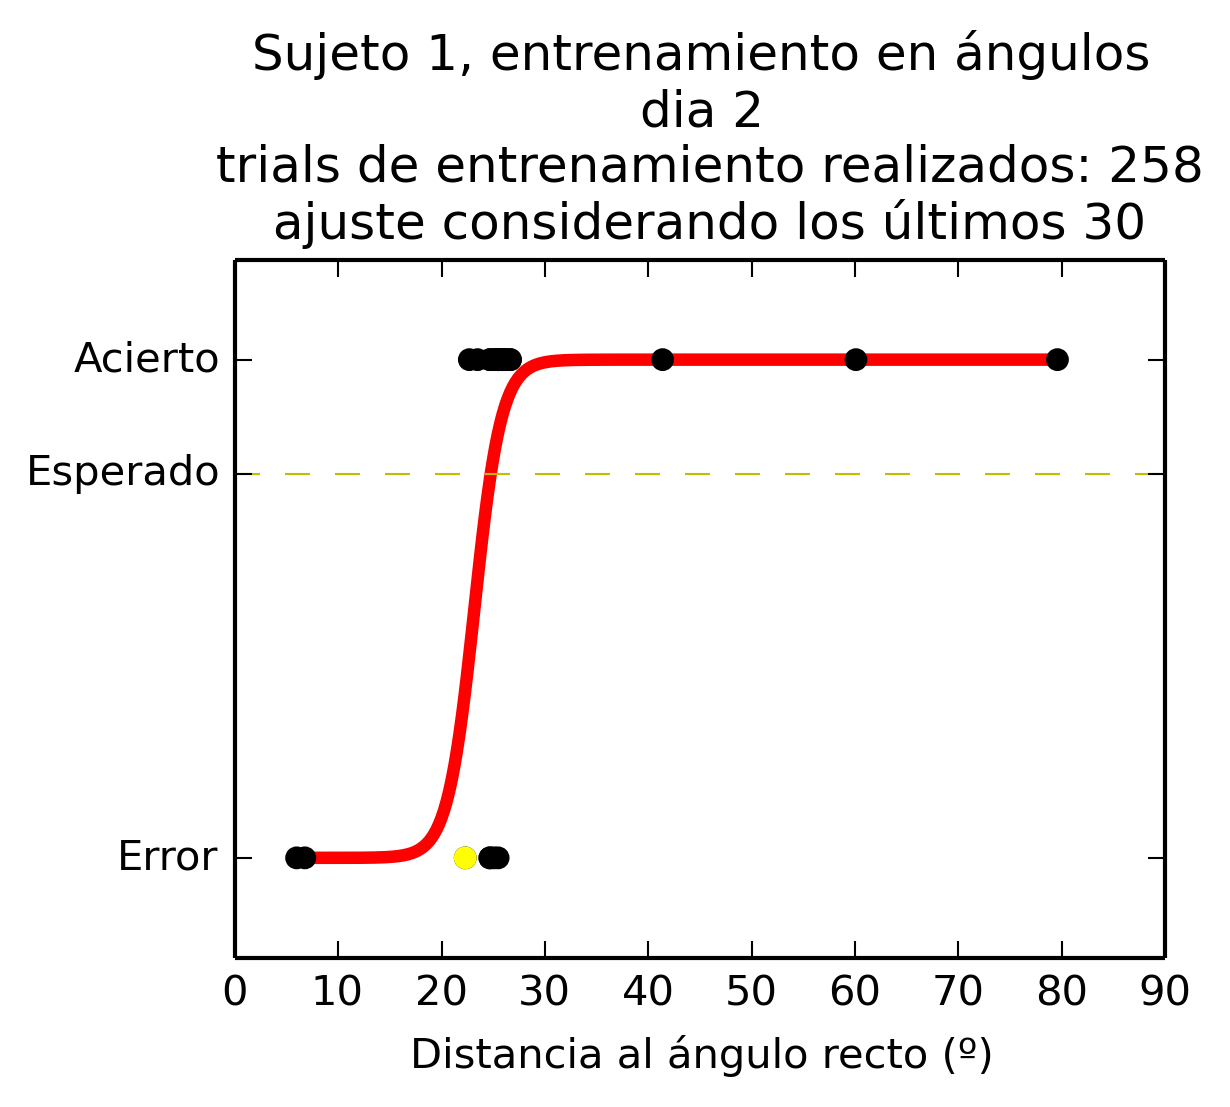 Sujeto 1, entrenamiento en ángulos
dia 2
trials de entrenamiento realizados: 258
ajuste considerando los últimos 30
Acierto
Esperado
Error
0 10 20 30 40 50 60 70 80 90
Distancia al ángulo recto (º)